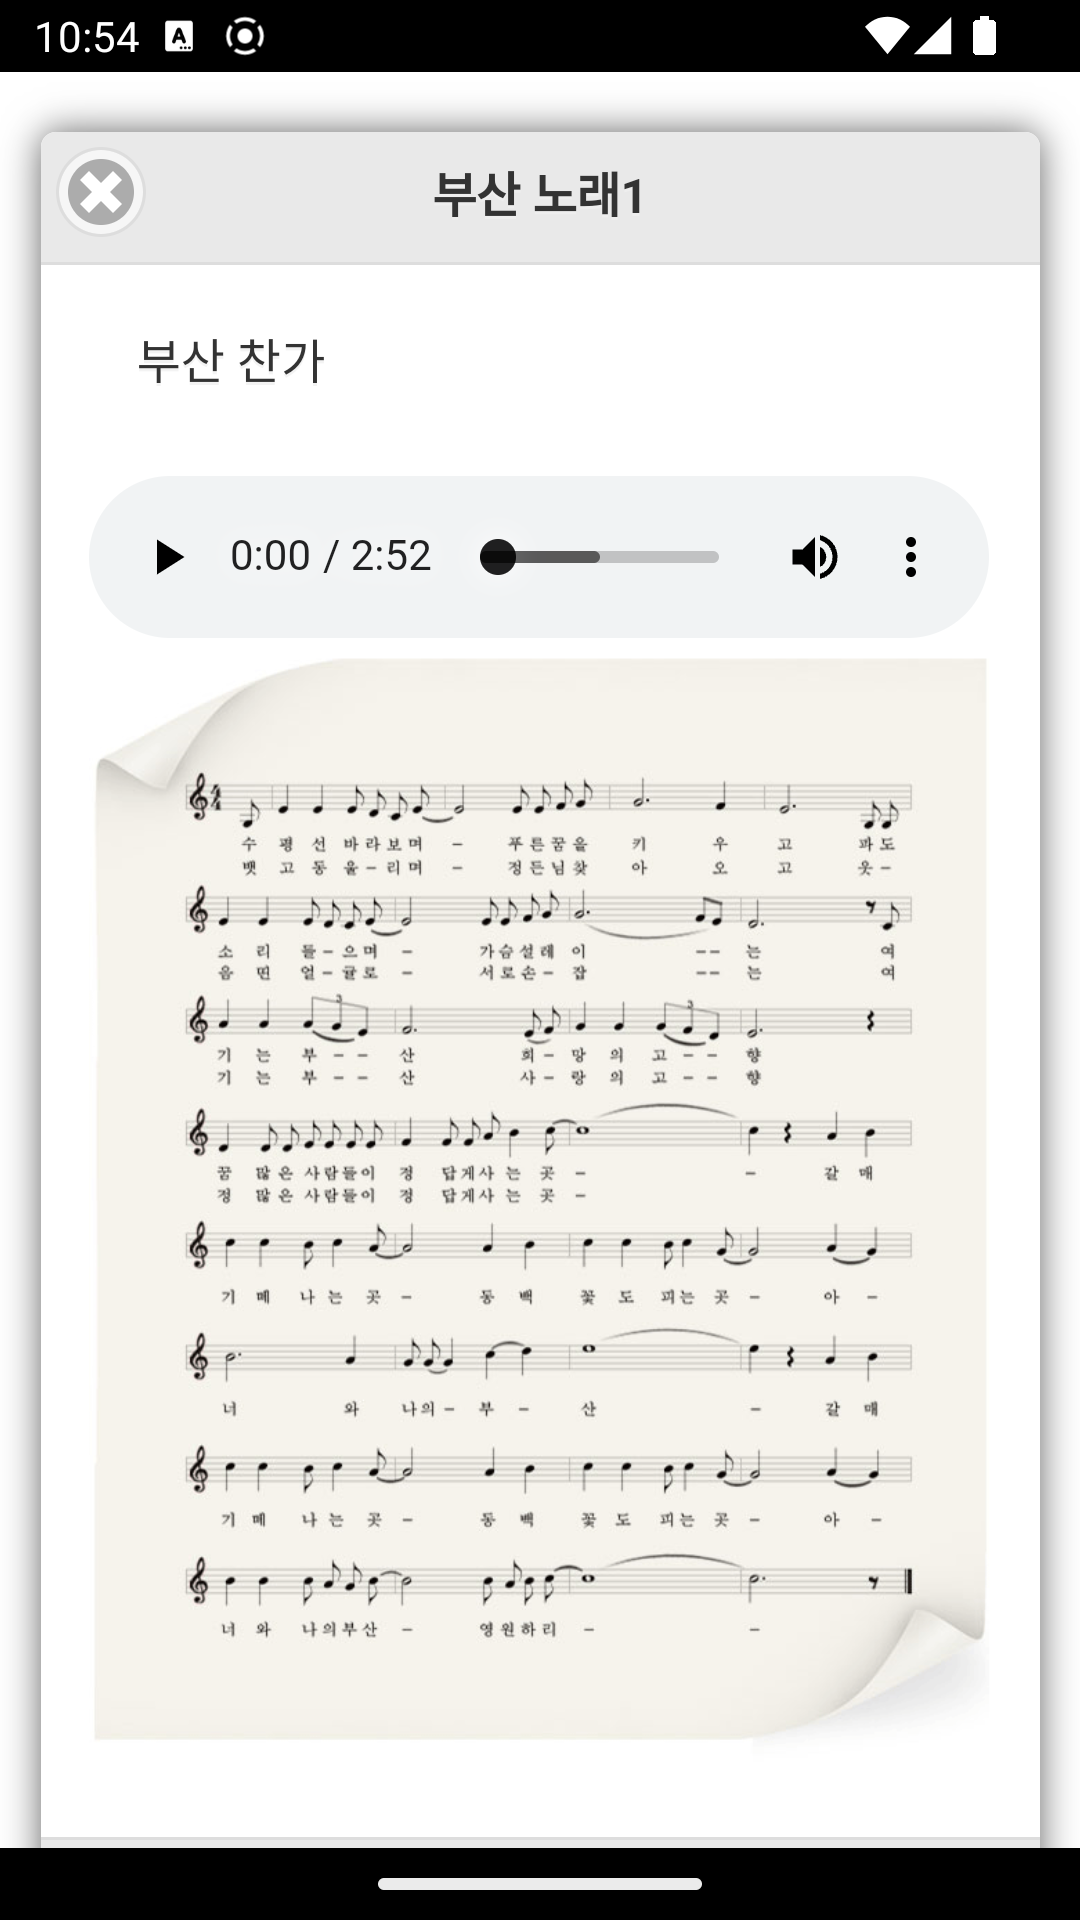 10:54
부산 노래1
부산 찬가
0:00 / 2:52
수 평 선 바라보며 – 푸른꿈을 키 우 고 파도
뱃 고 동 울–리며 – 정든님찾 아 오 고 웃–
소 리 들–으며 – 가슴설레 이 –– 는 여
음 띤 얼–굴로 – 서로손–잡 –– 는 여
3 3
기 는 부 – – 산 희– 망 의 고 – – 향
기 는 부 – – 산 사– 랑 의 고 – – 향
꿈 많은 사람들이 정 답게사 는 곳 – – 갈 매
정 많은 사람들이 정 답게사 는 곳 –
기 떼 나 는 곳 – 동 백 꽃 도 피는 곳 – 아 –
너 와 나의– 부 – 산 – 갈 매
기 떼 나 는 곳 – 동 백 꽃 도 피는 곳 – 아 –
너 와 나의부산 – 영원하리 – –